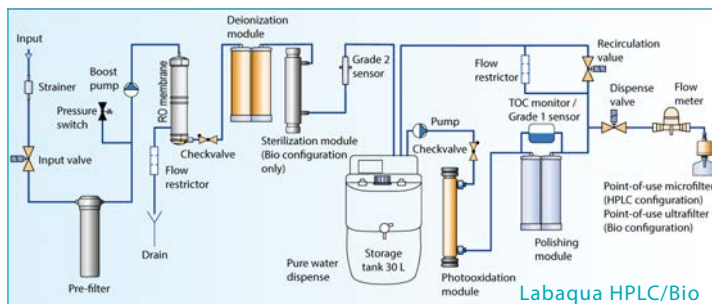 Input
Strainer
Input valve
Pre-filter
Boost
pump
Pressure
switch
RO membrane
Checkvalve
Flow
restrictor
Drain
Deionization
module
Sterilization module
(Bio configuration
only)
Grade 2
sensor
Pure water
dispense
Storage
tank 30 L
Pump
Checkvalve
Photooxidation
module
Flow
restrictor
TOC monitor /
Grade 1 sensor
Polishing
module
Recirculation
value
Dispense
valve
Flow
meter
Point-of-use microfilter
(HPLC configuration)
Point-of-use ultrafilter
(Bio configuration)
Labaqua HPLC/Bio